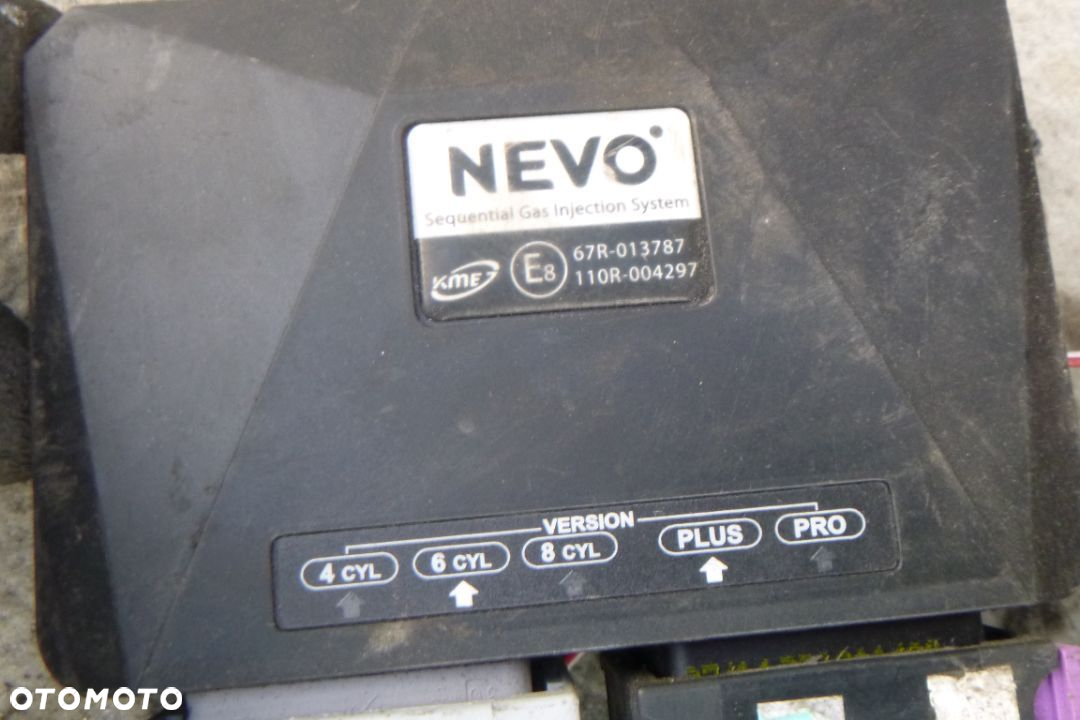 NEVO
Sequential Gas Injection System
KME E8 67R-013787
110R-004297
VERSION
4 CYL 6 CYL 8 CYL PLUS PRO
OTOMOTO